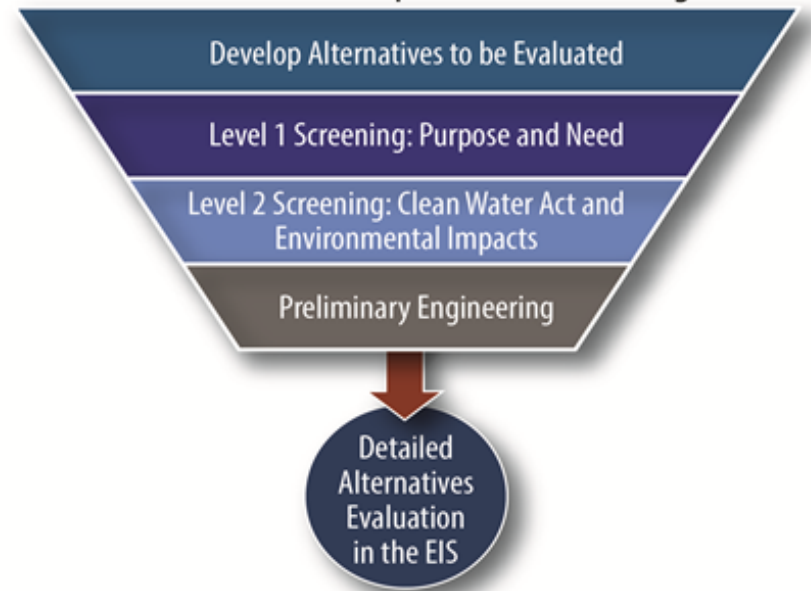 Develop Alternatives to be Evaluated
Level 1 Screening: Purpose and Need
Level 2 Screening: Clean Water Act and
Environmental Impacts
Preliminary Engineering
Detailed
Alternatives
Evaluation
in the EIS